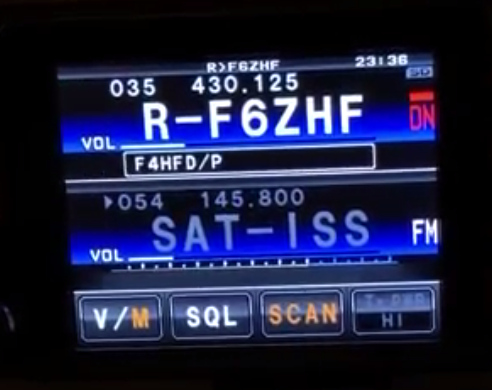 R>F6ZHF 23:36
035 430.125
R-F6ZHF DN
VOL
F4HFD/P
▶054 145.800
SAT-ISS FM
VOL
V/M SQL SCAN HI